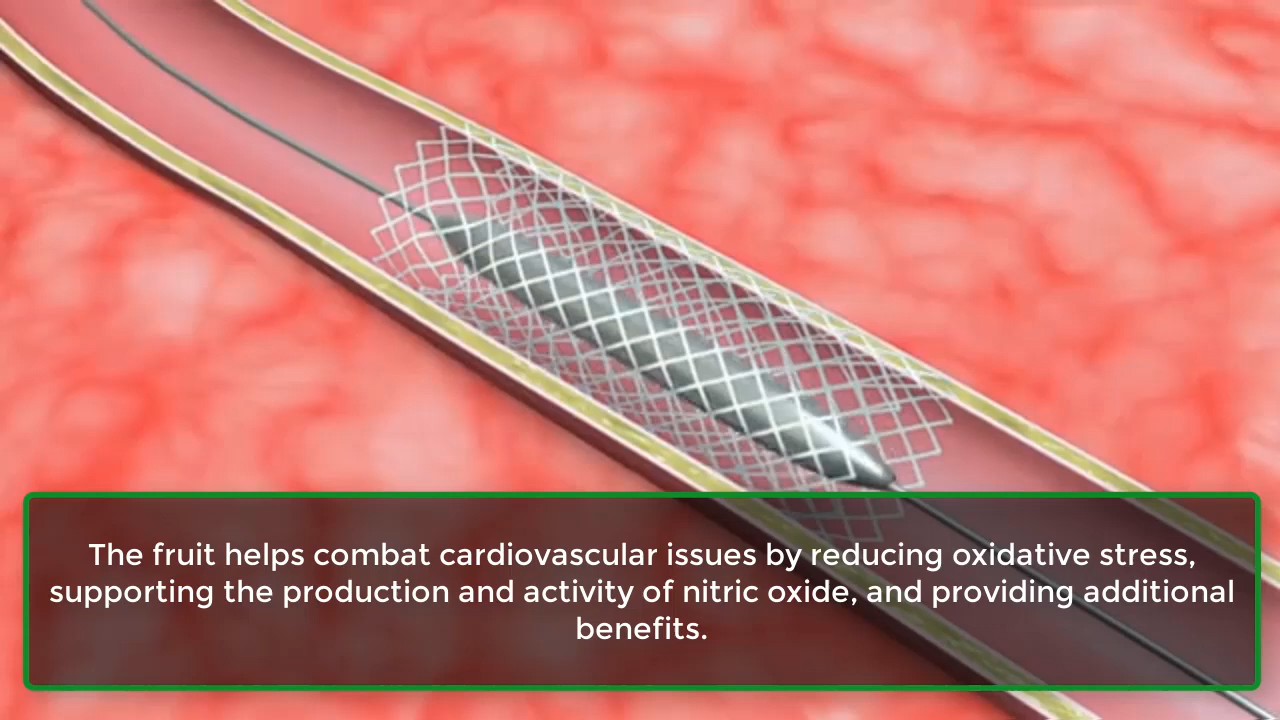 The fruit helps combat cardiovascular issues by reducing oxidative stress,
supporting the production and activity of nitric oxide, and providing additional
benefits.